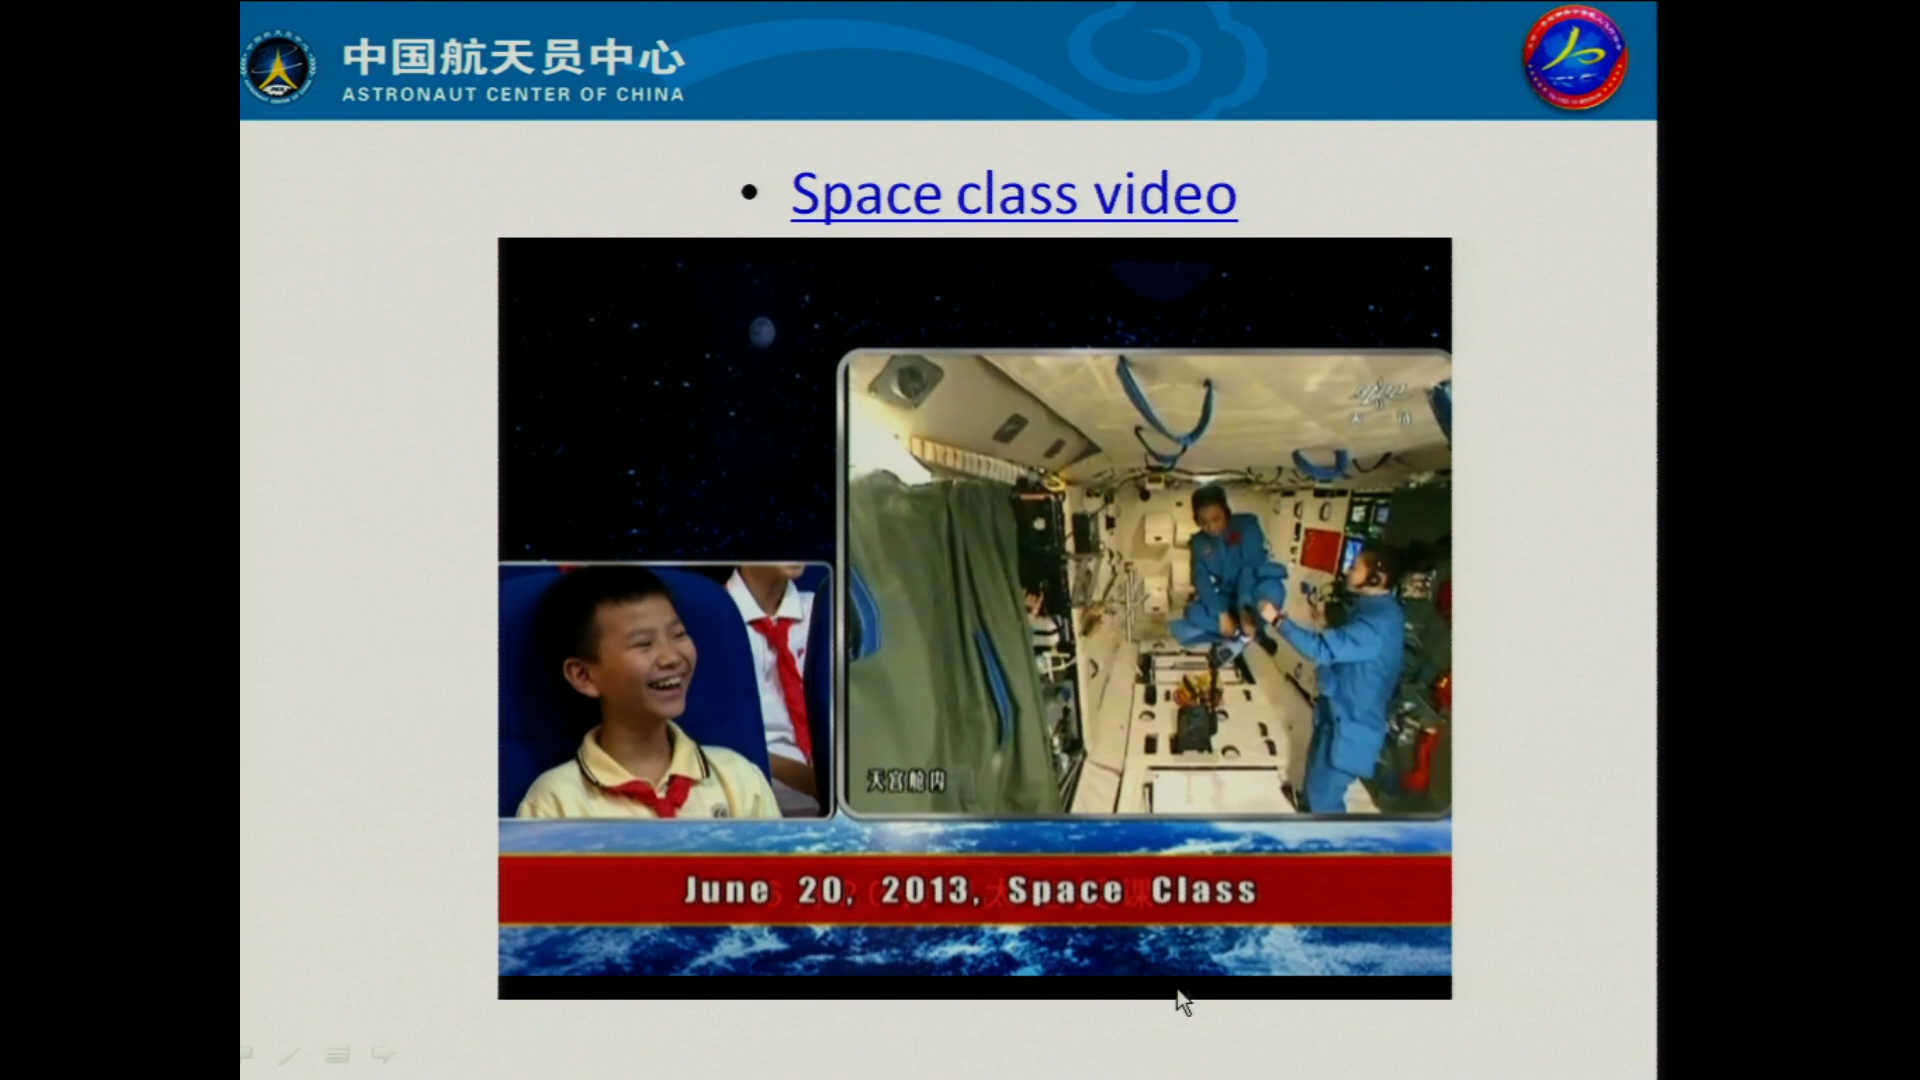 中国航天员中心
ASTRONAUT CENTER OF CHINA
• Space class video
天宫舱内
June 20, 2013, Space Class